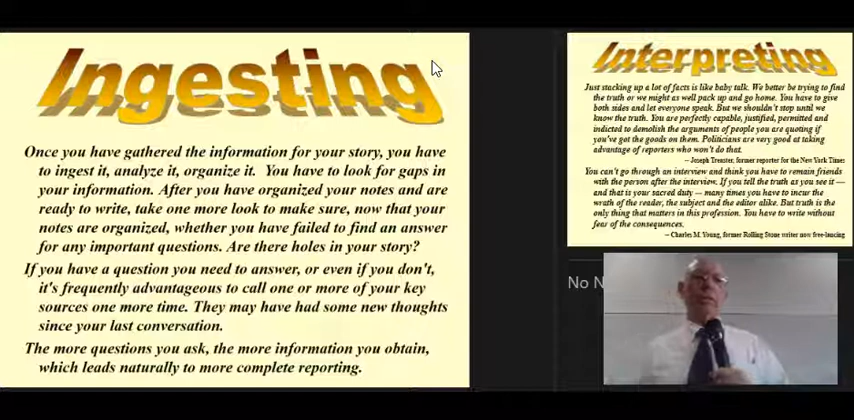 Ingesting
Once you have gathered the information for your story, you have
to ingest it, analyze it, organize it. You have to look for gaps in
your information. After you have organized your notes and are
ready to write, take one more look to make sure, now that your
notes are organized, whether you have failed to find an answer
for any important questions. Are there holes in your story?
If you have a question you need to answer, or even if you don't,
it's frequently advantageous to call one or more of your key
sources one more time. They may have had some new thoughts
since your last conversation.
The more questions you ask, the more information you obtain,
which leads naturally to more complete reporting.
Interpreting
Just stacking up a lot of facts is like baby talk. We better be trying to find
the truth or we might as well pack up and go home. You have to give
both sides and let everyone speak. But we shouldn't stop until we
know the truth. You are perfectly capable, justified, permitted and
indicted to demolish the arguments of people you are quoting if
you've got the goods on them. Politicians are very good at taking
advantage of reporters who won't do that.
– Joseph Treaster, former reporter for the New York Times
You can't go through an interview and think you have to remain friends
with the person after the interview. If you tell the truth as you see it —
and that is your sacred duty — many times you have to incur the
wrath of the reader, the subject and the editor alike. But truth is the
only thing that matters in this profession. You have to write without
fear of the consequences.
– Charles M. Young, former Rolling Stone writer now free-lancing
No N